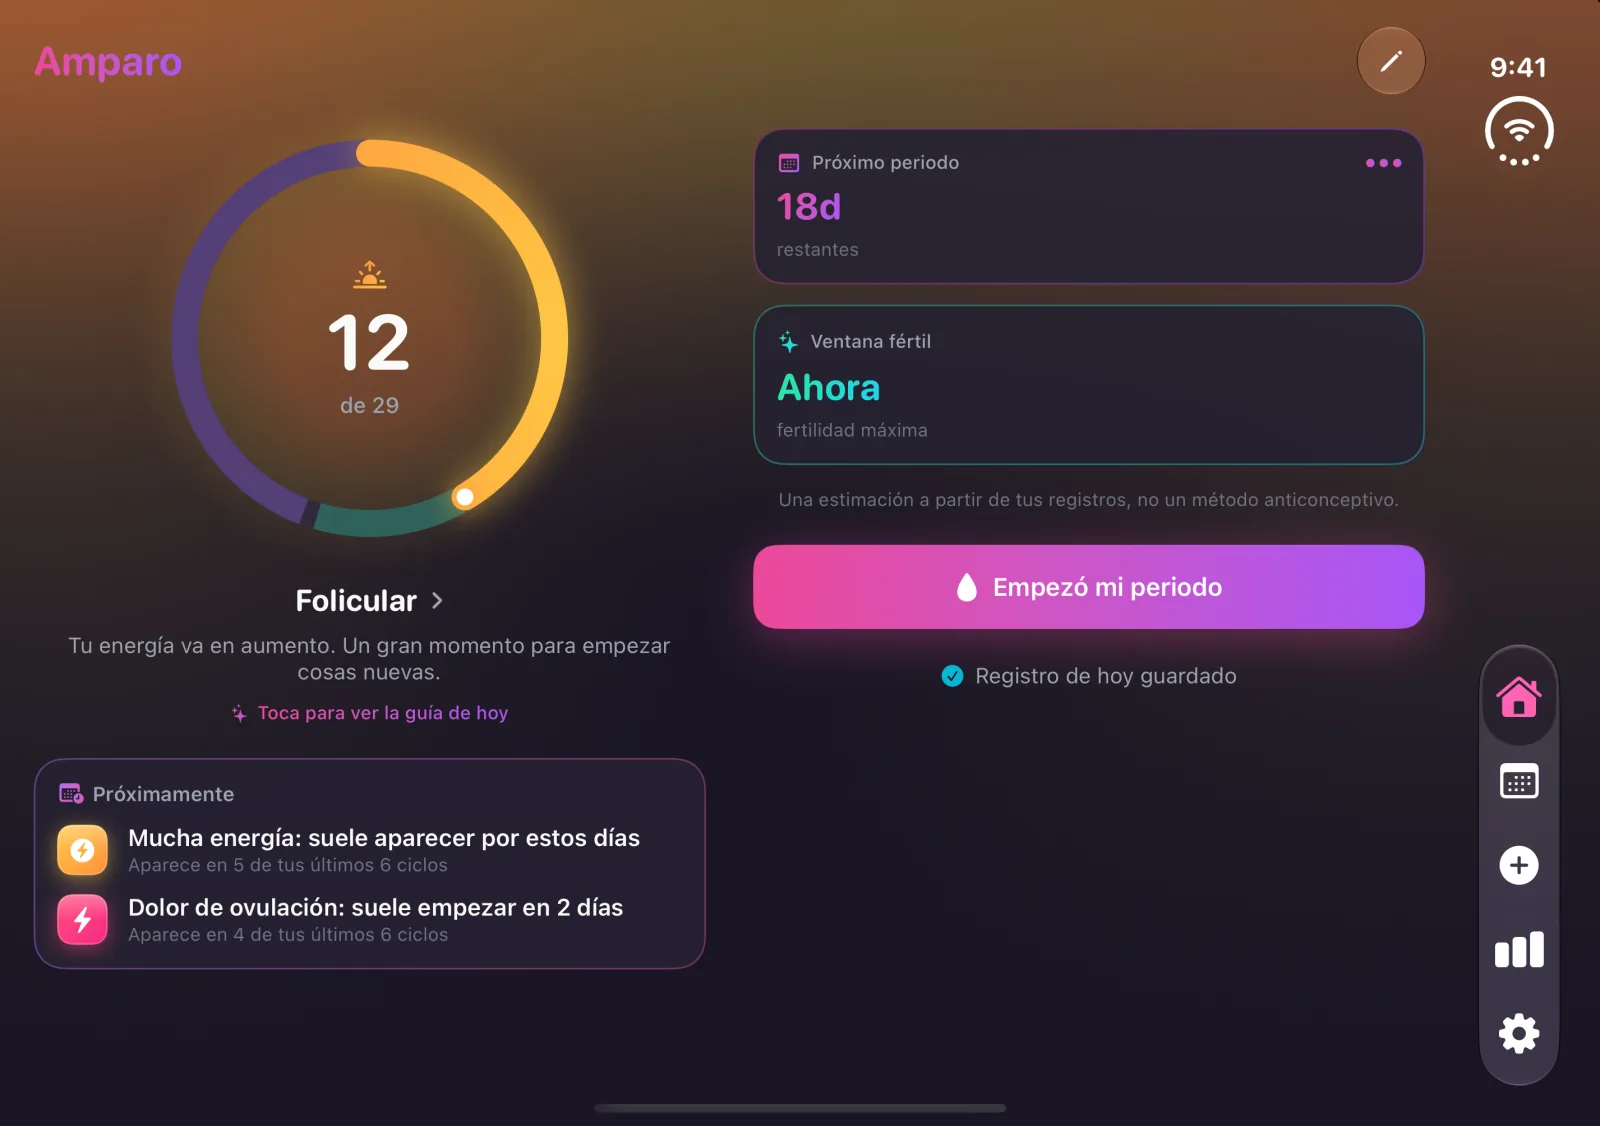 Amparo
9:41
12
de 29
Folicular
Tu energía va en aumento. Un gran momento para empezar
cosas nuevas.
Toca para ver la guía de hoy
Próximamente
Mucha energía: suele aparecer por estos días
Aparece en 5 de tus últimos 6 ciclos
Dolor de ovulación: suele empezar en 2 días
Aparece en 4 de tus últimos 6 ciclos
Próximo periodo
18d
restantes
Ventana fértil
Ahora
fertilidad máxima
Una estimación a partir de tus registros, no un método anticonceptivo.
Empezó mi periodo
Registro de hoy guardado